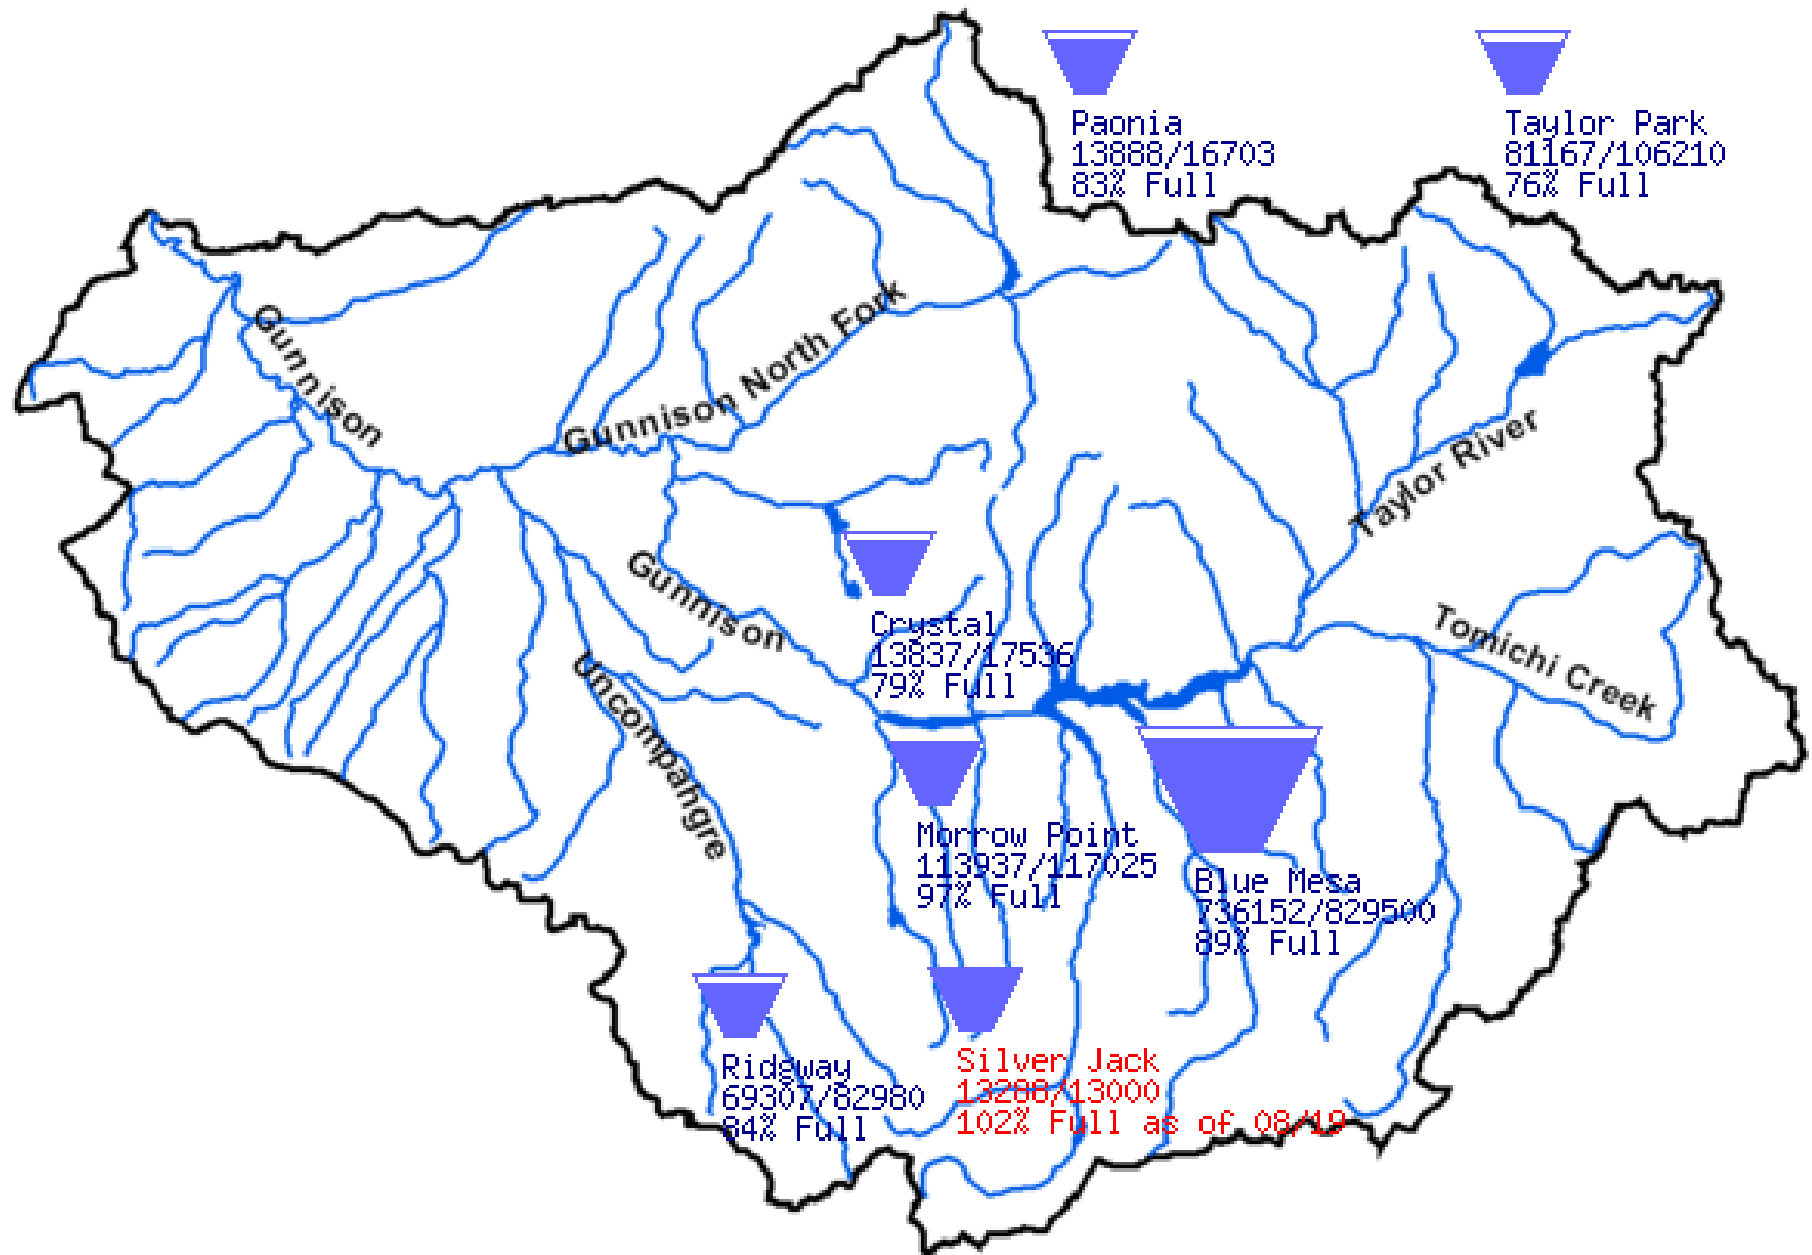 Paonia
13888/16703
83% Full
Taylor Park
81167/106210
76% Full
Gunnison
Gunnison North Fork
Taylor River
Gunnison
Crystal
13837/17536
79% Full
Tomichi Creek
Uncompahgre
Morrow Point
113937/117025
97% Full
Blue Mesa
736152/829500
89% Full
Ridgway
69307/82980
84% Full
Silver Jack
13288/13000
102% Full as of 08/19